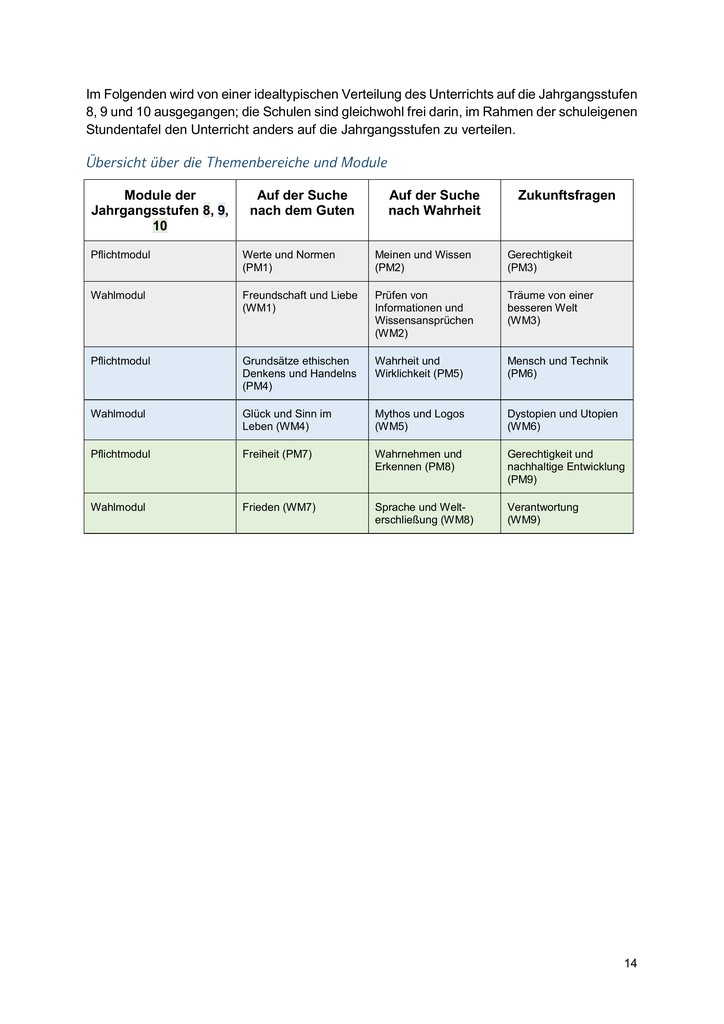 Im Folgenden wird von einer idealtypischen Verteilung des Unterrichts auf die Jahrgangsstufen
8, 9 und 10 ausgegangen; die Schulen sind gleichwohl frei darin, im Rahmen der schuleigenen
Stundentafel den Unterricht anders auf die Jahrgangsstufen zu verteilen.
Übersicht über die Themenbereiche und Module
Module der
Jahrgangsstufen 8, 9,
10
Auf der Suche
nach dem Guten
Auf der Suche
nach Wahrheit
Zukunftsfragen
Pflichtmodul
Werte und Normen
(PM1)
Meinen und Wissen
(PM2)
Gerechtigkeit
(PM3)
Wahlmodul
Freundschaft und Liebe
(WM1)
Prüfen von
Informationen und
Wissensansprüchen
(WM2)
Träume von einer
besseren Welt
(WM3)
Pflichtmodul
Grundsätze ethischen
Denkens und Handelns
(PM4)
Wahrheit und
Wirklichkeit (PM5)
Mensch und Technik
(PM6)
Wahlmodul
Glück und Sinn im
Leben (WM4)
Mythos und Logos
(WM5)
Dystopien und Utopien
(WM6)
Pflichtmodul
Freiheit (PM7)
Wahrnehmen und
Erkennen (PM8)
Gerechtigkeit und
nachhaltige Entwicklung
(PM9)
Wahlmodul
Frieden (WM7)
Sprache und Welt-
erschließung (WM8)
Verantwortung
(WM9)
14